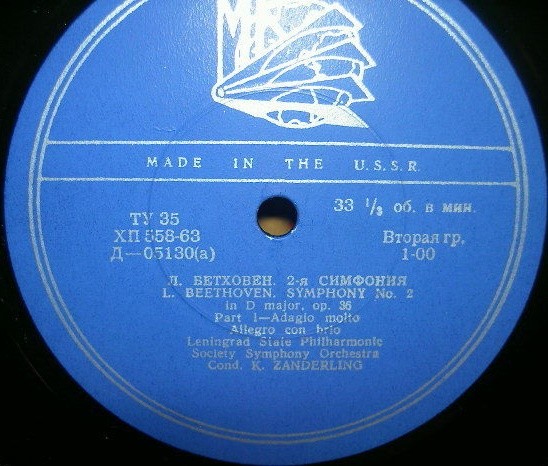 MADE IN THE U.S.S.R.
33 1/3 об. в мин.
ТУ 35
ХП 558-63
Д—05130(а)
Вторая гр.
1-00
Л. БЕТХОВЕН. 2-я СИМФОНИЯ
L. BEETHOVEN. SYMPHONY No. 2
in D major, op. 36
Part I—Adagio molto
Allegro con brio
Leningrad State Philharmonic
Society Symphony Orchestra
Cond. K. ZANDERLING